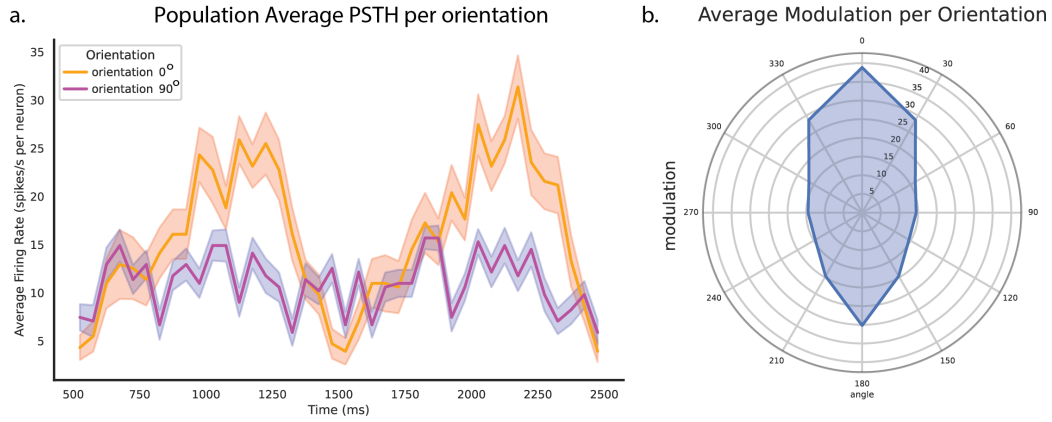 a.
Population Average PSTH per orientation
Average Firing Rate (spikes/s per neuron)
35
30
25
20
15
10
5
Orientation
orientation 0°
orientation 90°
500 750 1000 1250 1500 1750 2000 2250 2500
Time (ms)
b.
Average Modulation per Orientation
modulation
0
30
60
90
120
150
180
210
240
270
300
330
5
10
15
20
25
30
35
40
angle